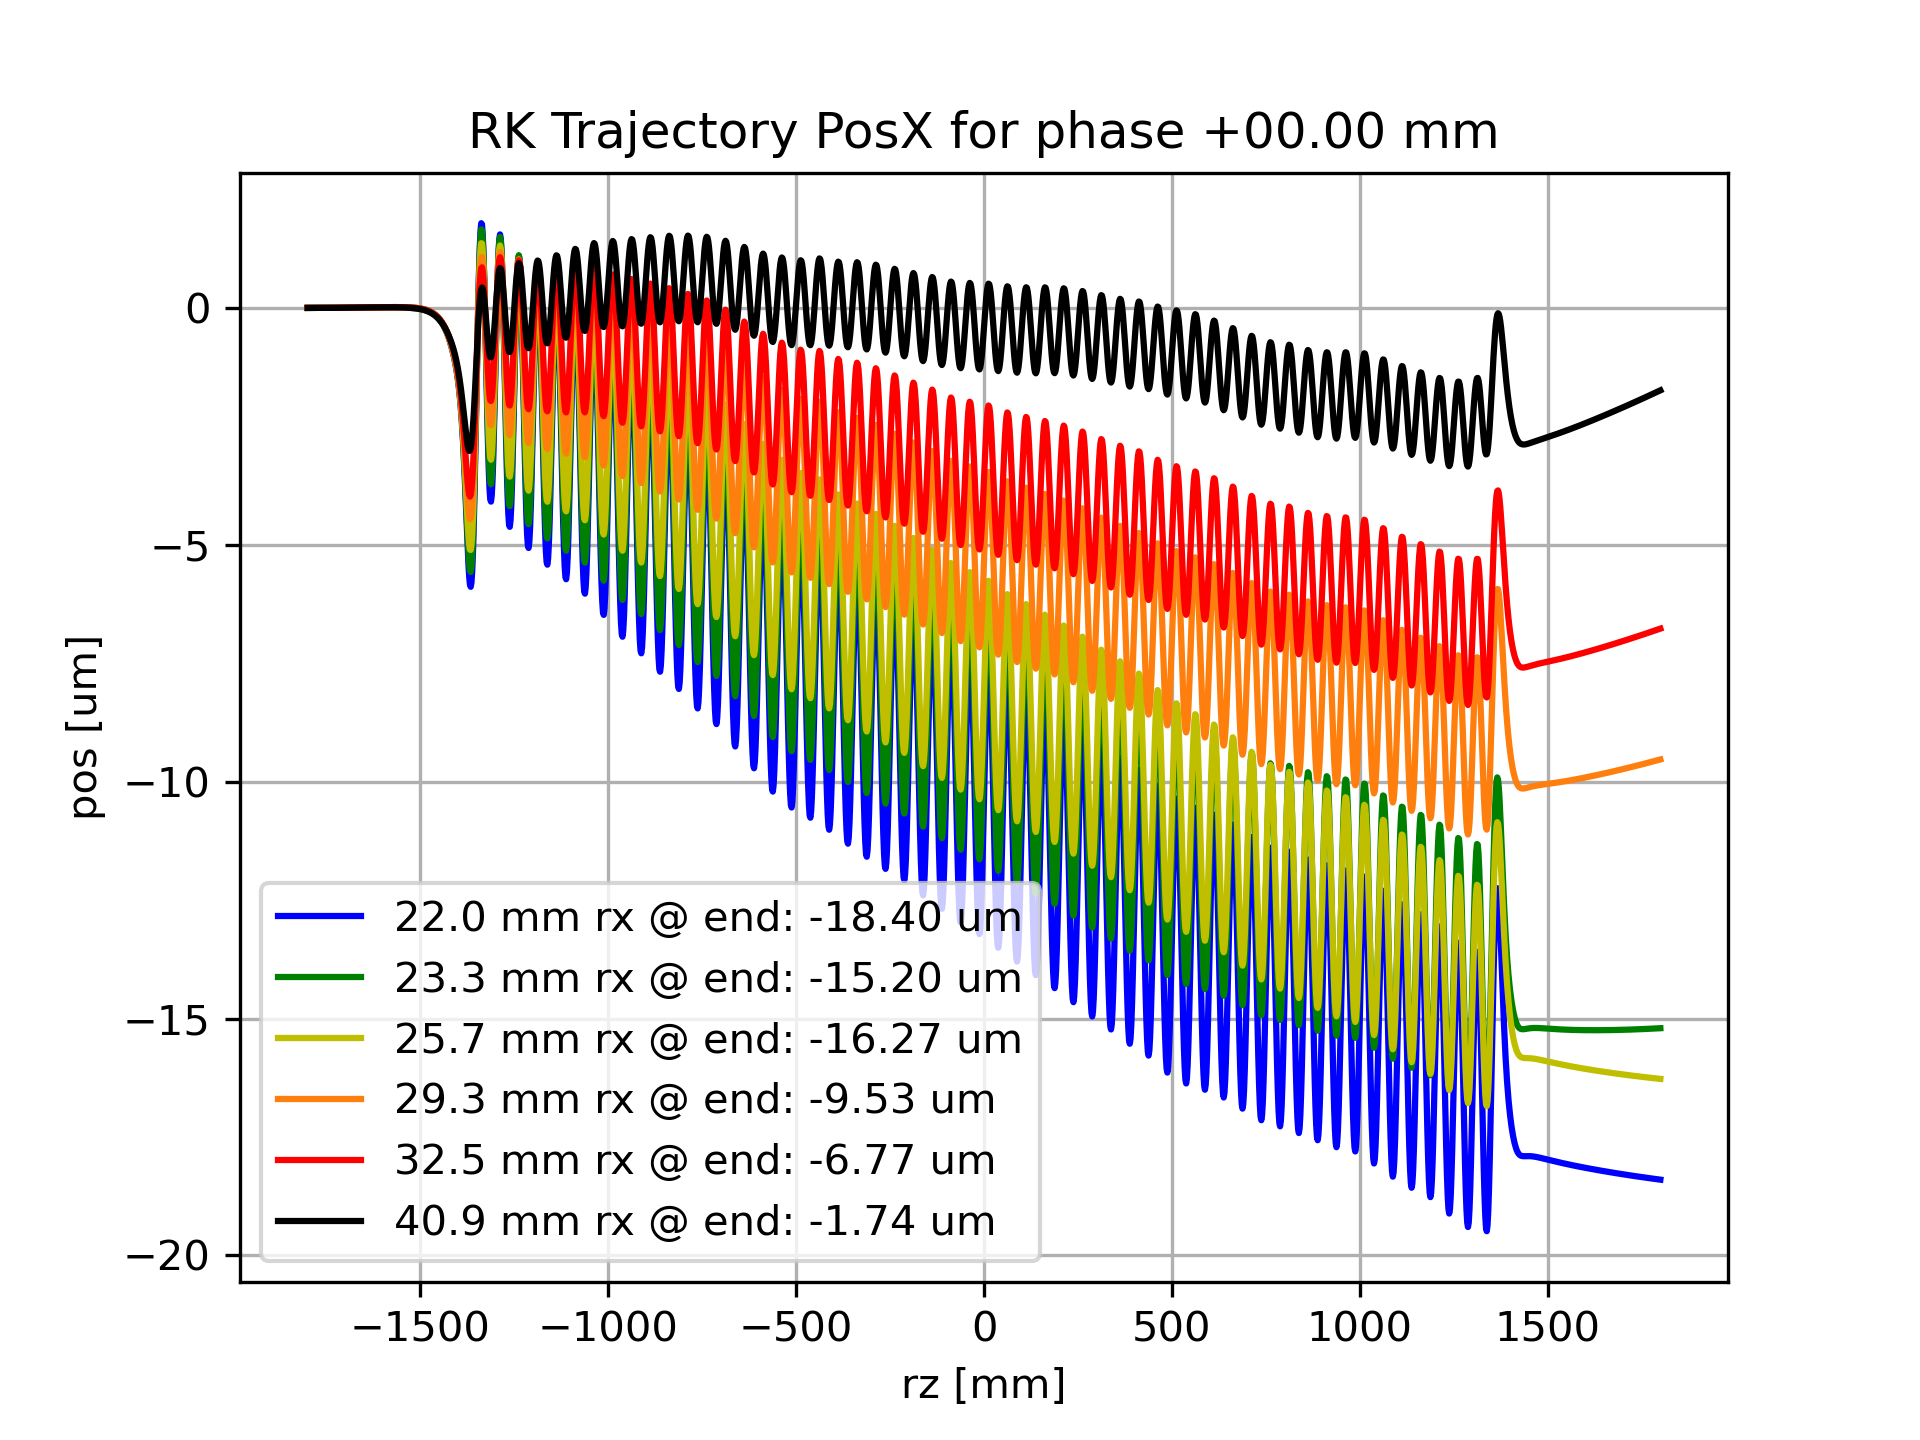 RK Trajectory PosX for phase +00.00 mm
pos [um]
0
−5
−10
−15
−20
22.0 mm rx @ end: -18.40 um
23.3 mm rx @ end: -15.20 um
25.7 mm rx @ end: -16.27 um
29.3 mm rx @ end: -9.53 um
32.5 mm rx @ end: -6.77 um
40.9 mm rx @ end: -1.74 um
−1500 −1000 −500 0 500 1000 1500
rz [mm]